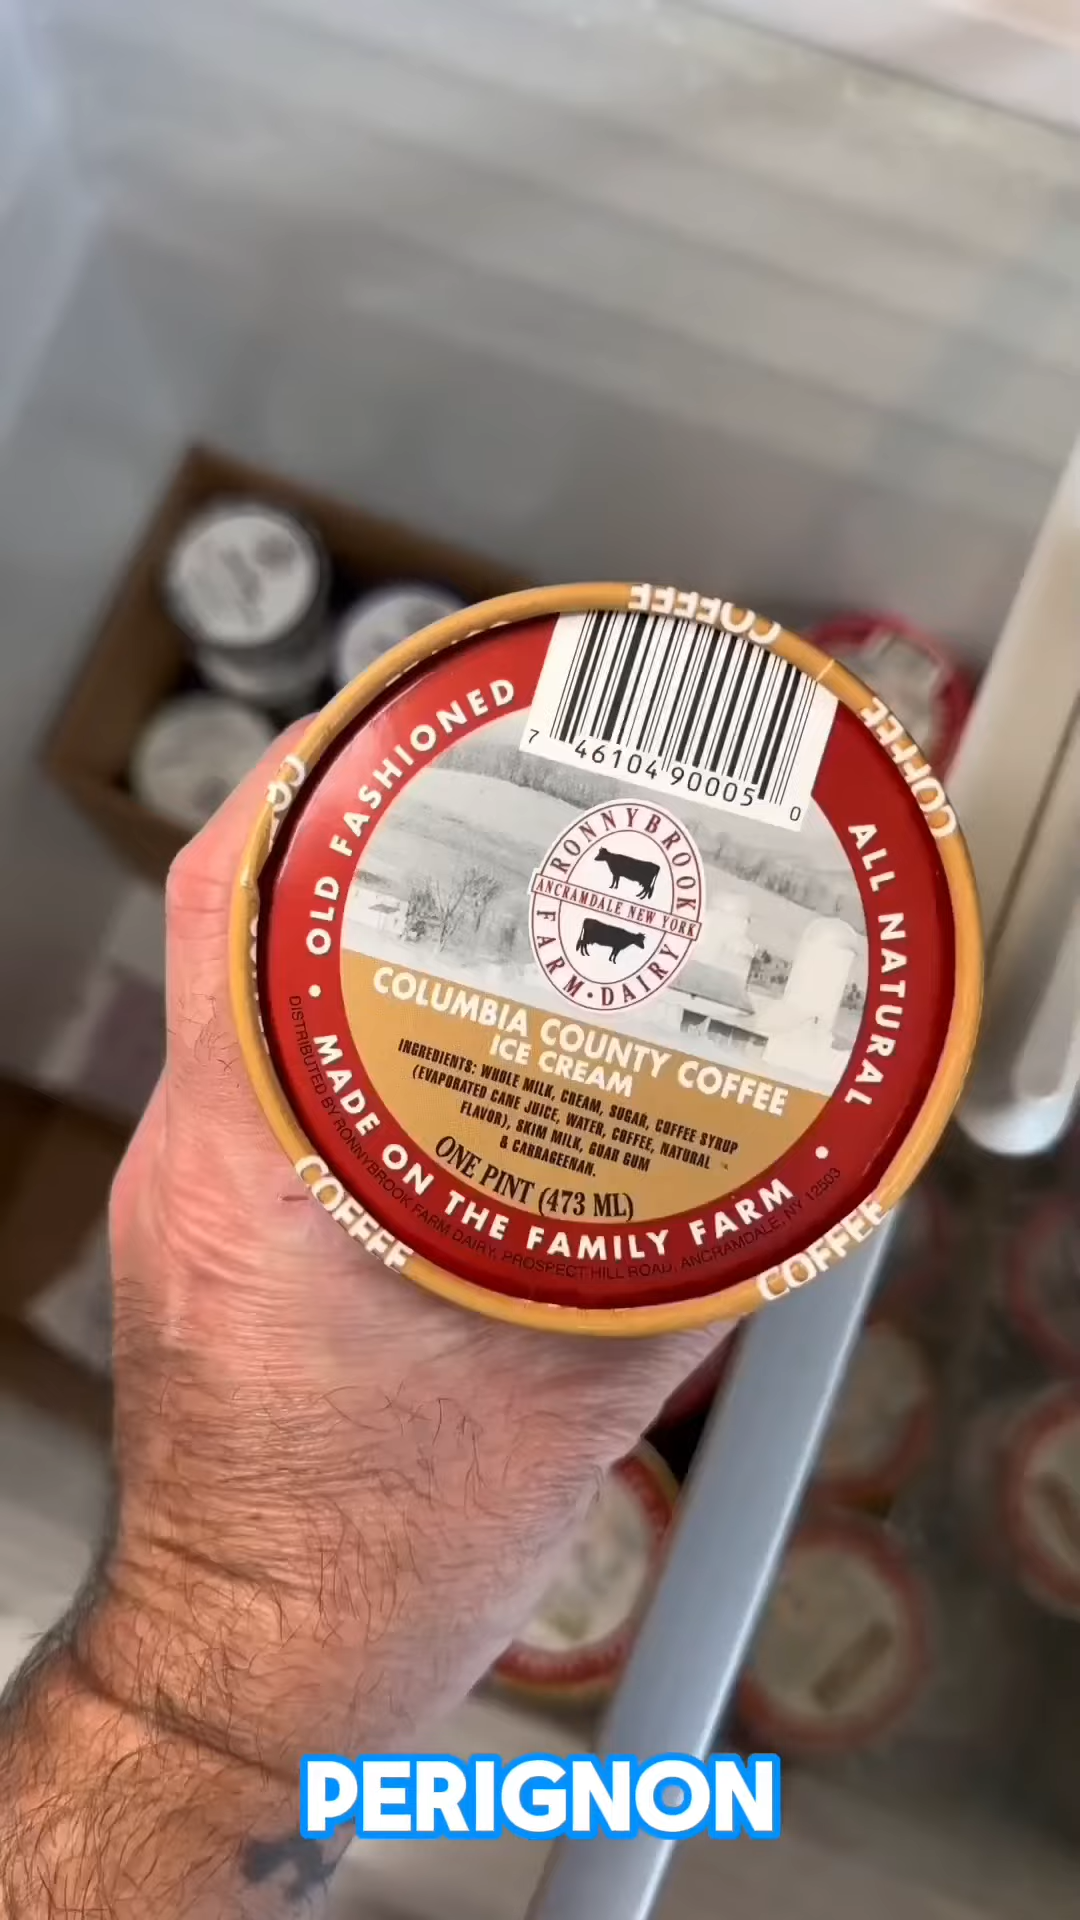 COFFEE
COFFEE
CO
7 46104 90005 0
OLD FASHIONED
ALL NATURAL
RONNYBROOK
ANCRAMDALE NEW YORK
FARM • DAIRY
COLUMBIA COUNTY COFFEE
ICE CREAM
INGREDIENTS: WHOLE MILK, CREAM, SUGAR, COFFEE SYRUP
(EVAPORATED CANE JUICE, WATER, COFFEE, NATURAL
FLAVOR), SKIM MILK, GUAR GUM
& CARRAGEENAN.
ONE PINT (473 ML)
• MADE ON THE FAMILY FARM •
DISTRIBUTED BY RONNYBROOK FARM DAIRY, PROSPECT HILL ROAD, ANCRAMDALE, NY 12503
COFFEE
COFFEE
PERIGNON